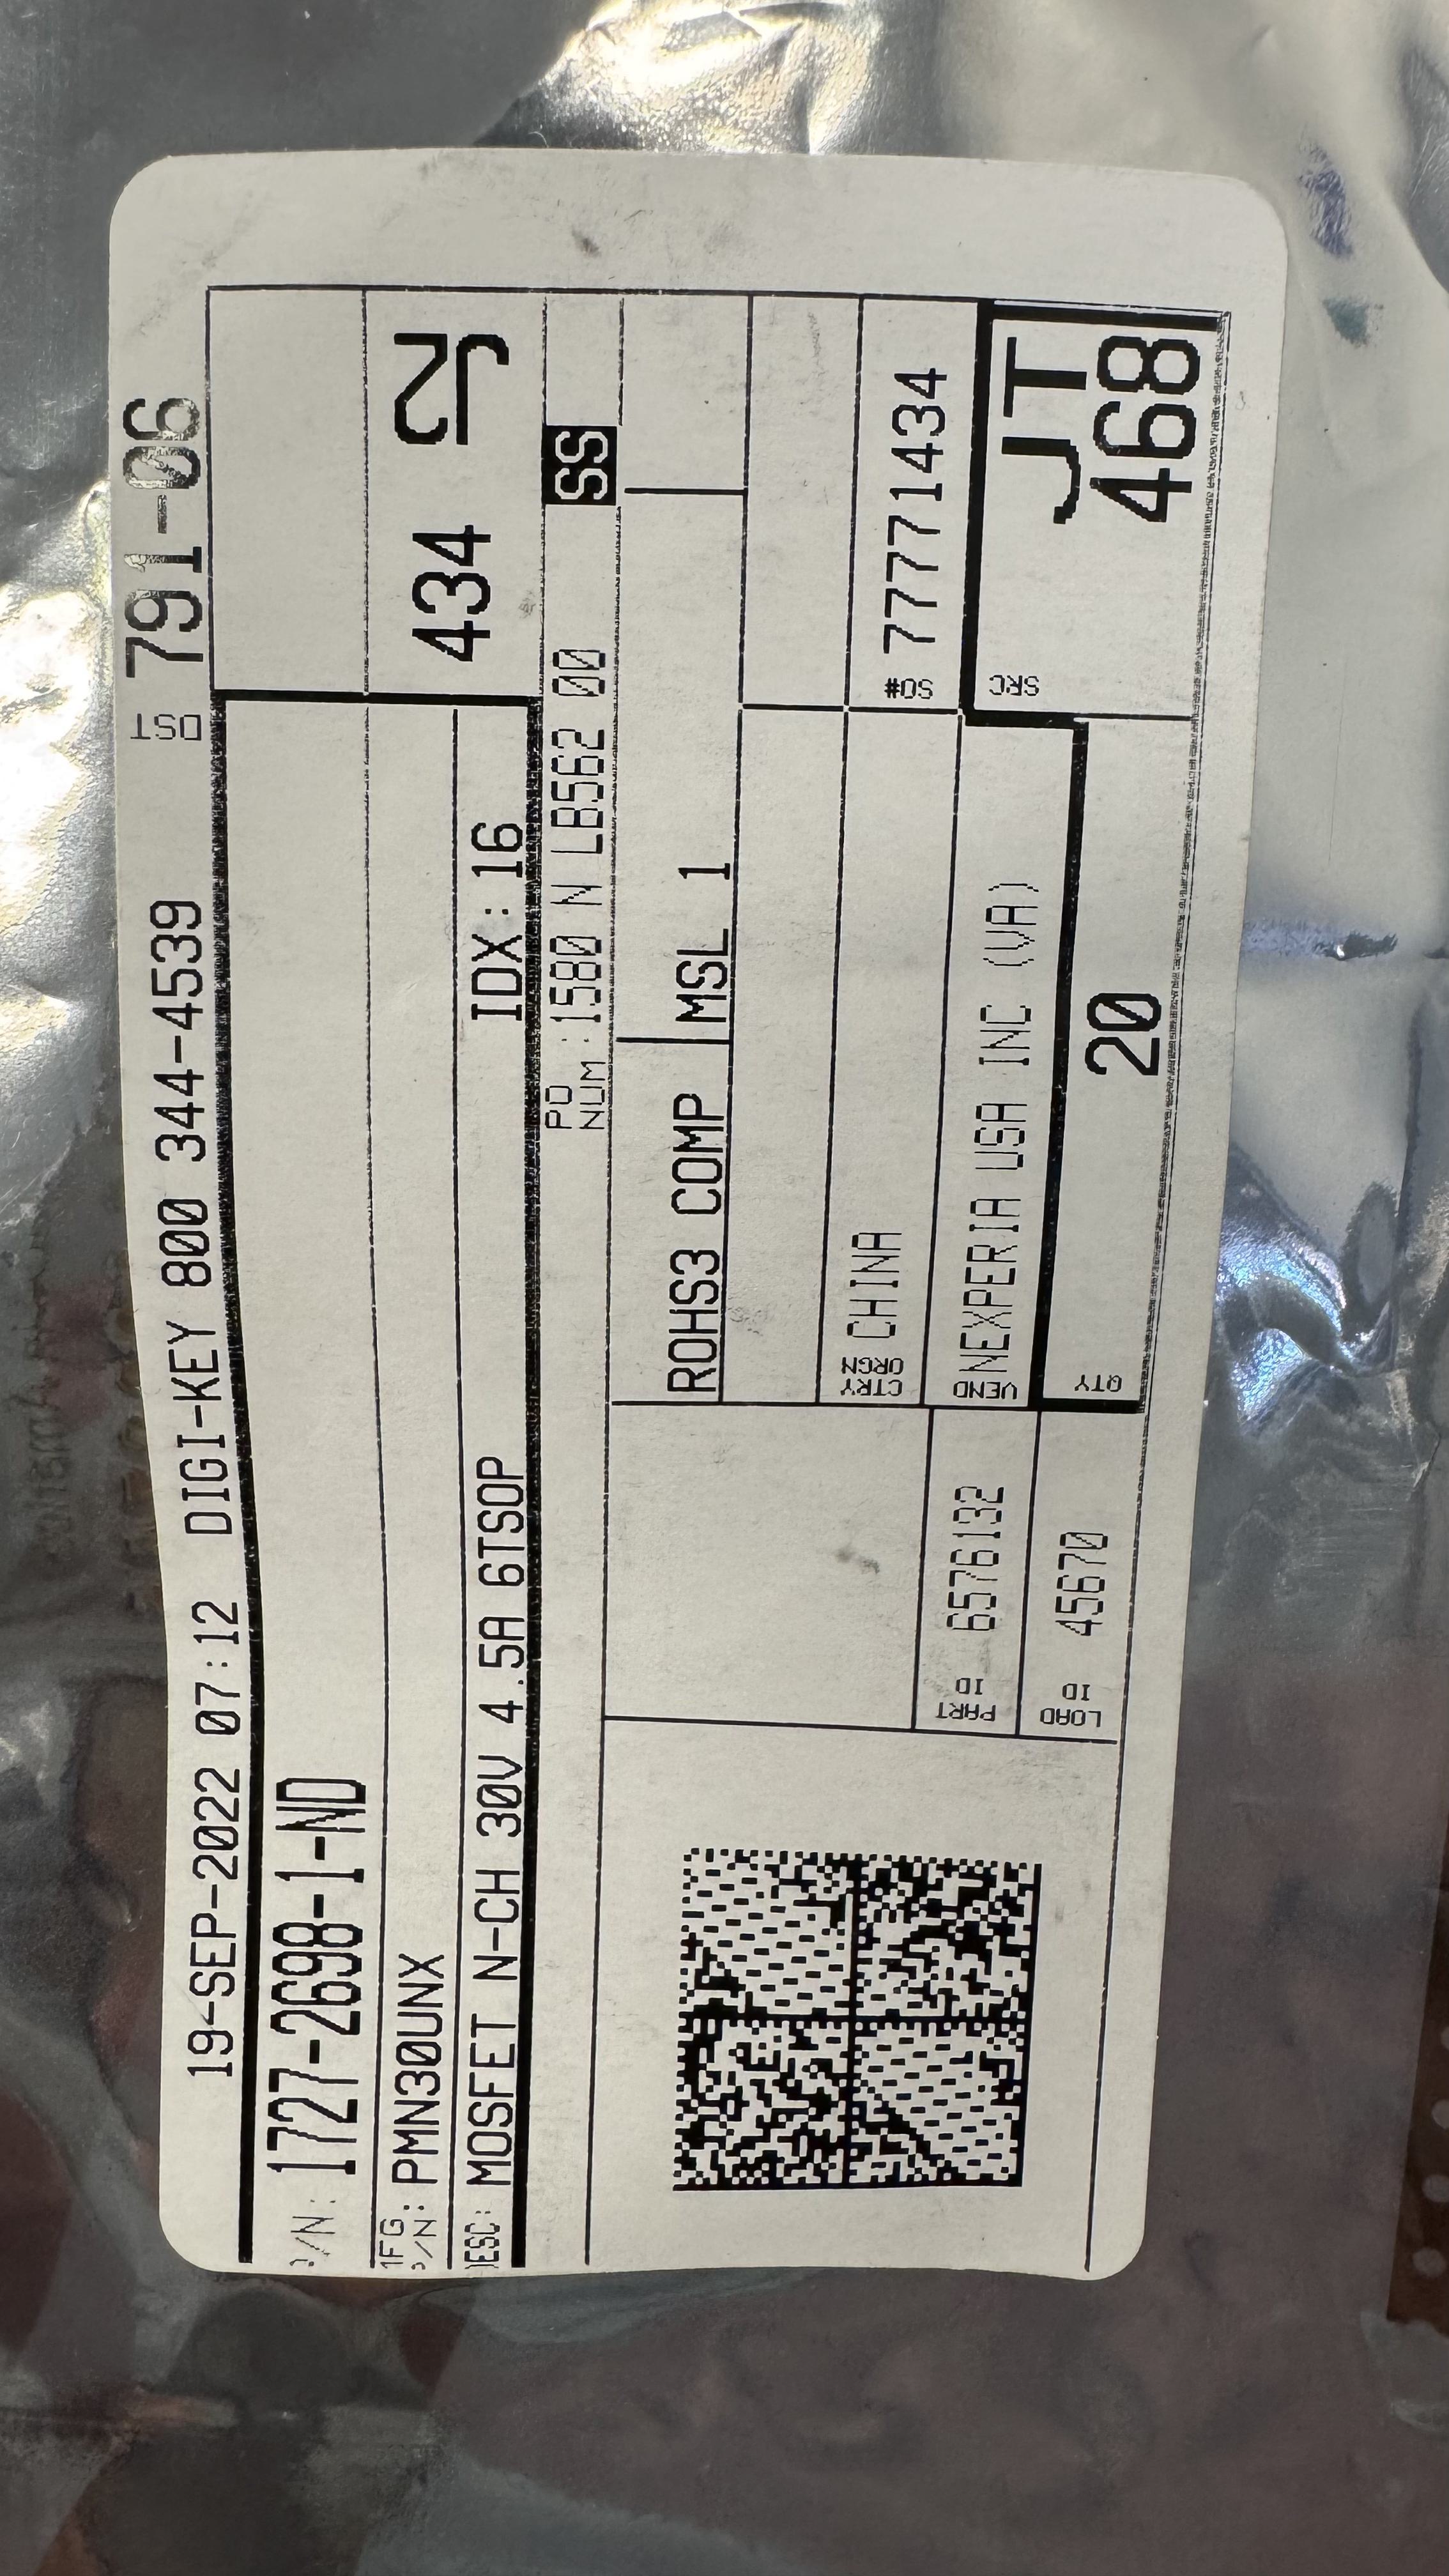 19-SEP-2022 07:12 DIGI-KEY 800 344-4539 DST 791-06
P/N: 1727-2698-1-ND
MFG: P/N: PMN30UNX 434 2J
DESC: MOSFET N-CH 30V 4.5A 6TSOP IDX: 16
PO NUM: 1580 N LB562 00 SS
ROHS3 COMP MSL 1
CTRY ORGN CHINA
PART ID 6576132 VEND NEXPERIA USA INC (VA) SO# 77771434
LOAD ID 45670 QTY 20 SRC JT 468